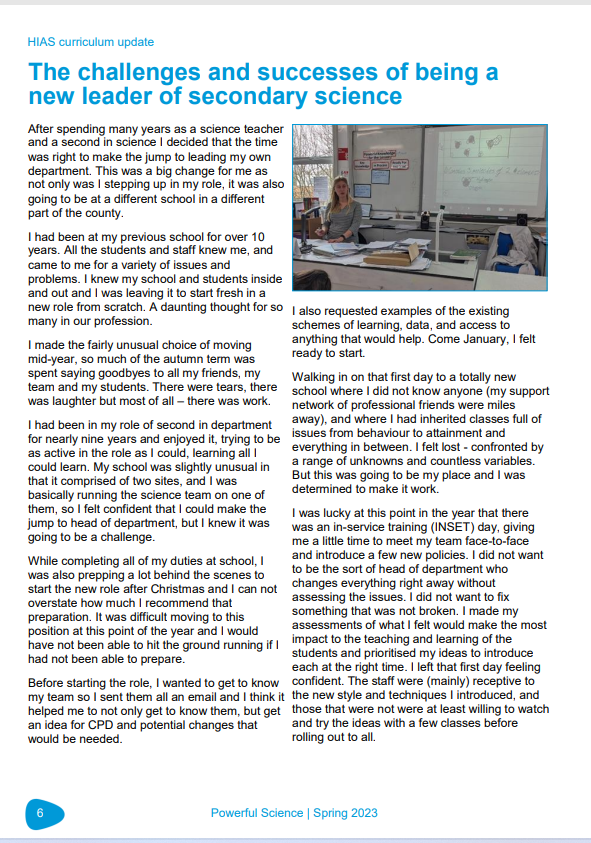 HIAS curriculum update
The challenges and successes of being a
new leader of secondary science
After spending many years as a science teacher
and a second in science I decided that the time
was right to make the jump to leading my own
department. This was a big change for me as
not only was I stepping up in my role, it was also
going to be at a different school in a different
part of the county.
I had been at my previous school for over 10
years. All the students and staff knew me, and
came to me for a variety of issues and
problems. I knew my school and students inside
and out and I was leaving it to start fresh in a
new role from scratch. A daunting thought for so
many in our profession.
I made the fairly unusual choice of moving
mid-year, so much of the autumn term was
spent saying goodbyes to all my friends, my
team and my students. There were tears, there
was laughter but most of all – there was work.
I had been in my role of second in department
for nearly nine years and enjoyed it, trying to be
as active in the role as I could, learning all I
could learn. My school was slightly unusual in
that it comprised of two sites, and I was
basically running the science team on one of
them, so I felt confident that I could make the
jump to head of department, but I knew it was
going to be a challenge.
While completing all of my duties at school, I
was also prepping a lot behind the scenes to
start the new role after Christmas and I can not
overstate how much I recommend that
preparation. It was difficult moving to this
position at this point of the year and I would
have not been able to hit the ground running if I
had not been able to prepare.
Before starting the role, I wanted to get to know
my team so I sent them all an email and I think it
helped me to not only get to know them, but get
an idea for CPD and potential changes that
would be needed.
I also requested examples of the existing
schemes of learning, data, and access to
anything that would help. Come January, I felt
ready to start.
Walking in on that first day to a totally new
school where I did not know anyone (my support
network of professional friends were miles
away), and where I had inherited classes full of
issues from behaviour to attainment and
everything in between. I felt lost - confronted by
a range of unknowns and countless variables.
But this was going to be my place and I was
determined to make it work.
I was lucky at this point in the year that there
was an in-service training (INSET) day, giving
me a little time to meet my team face-to-face
and introduce a few new policies. I did not want
to be the sort of head of department who
changes everything right away without
assessing the issues. I did not want to fix
something that was not broken. I made my
assessments of what I felt would make the most
impact to the teaching and learning of the
students and prioritised my ideas to introduce
each at the right time. I left that first day feeling
confident. The staff were (mainly) receptive to
the new style and techniques I introduced, and
those that were not were at least willing to watch
and try the ideas with a few classes before
rolling out to all.
6
Powerful Science | Spring 2023